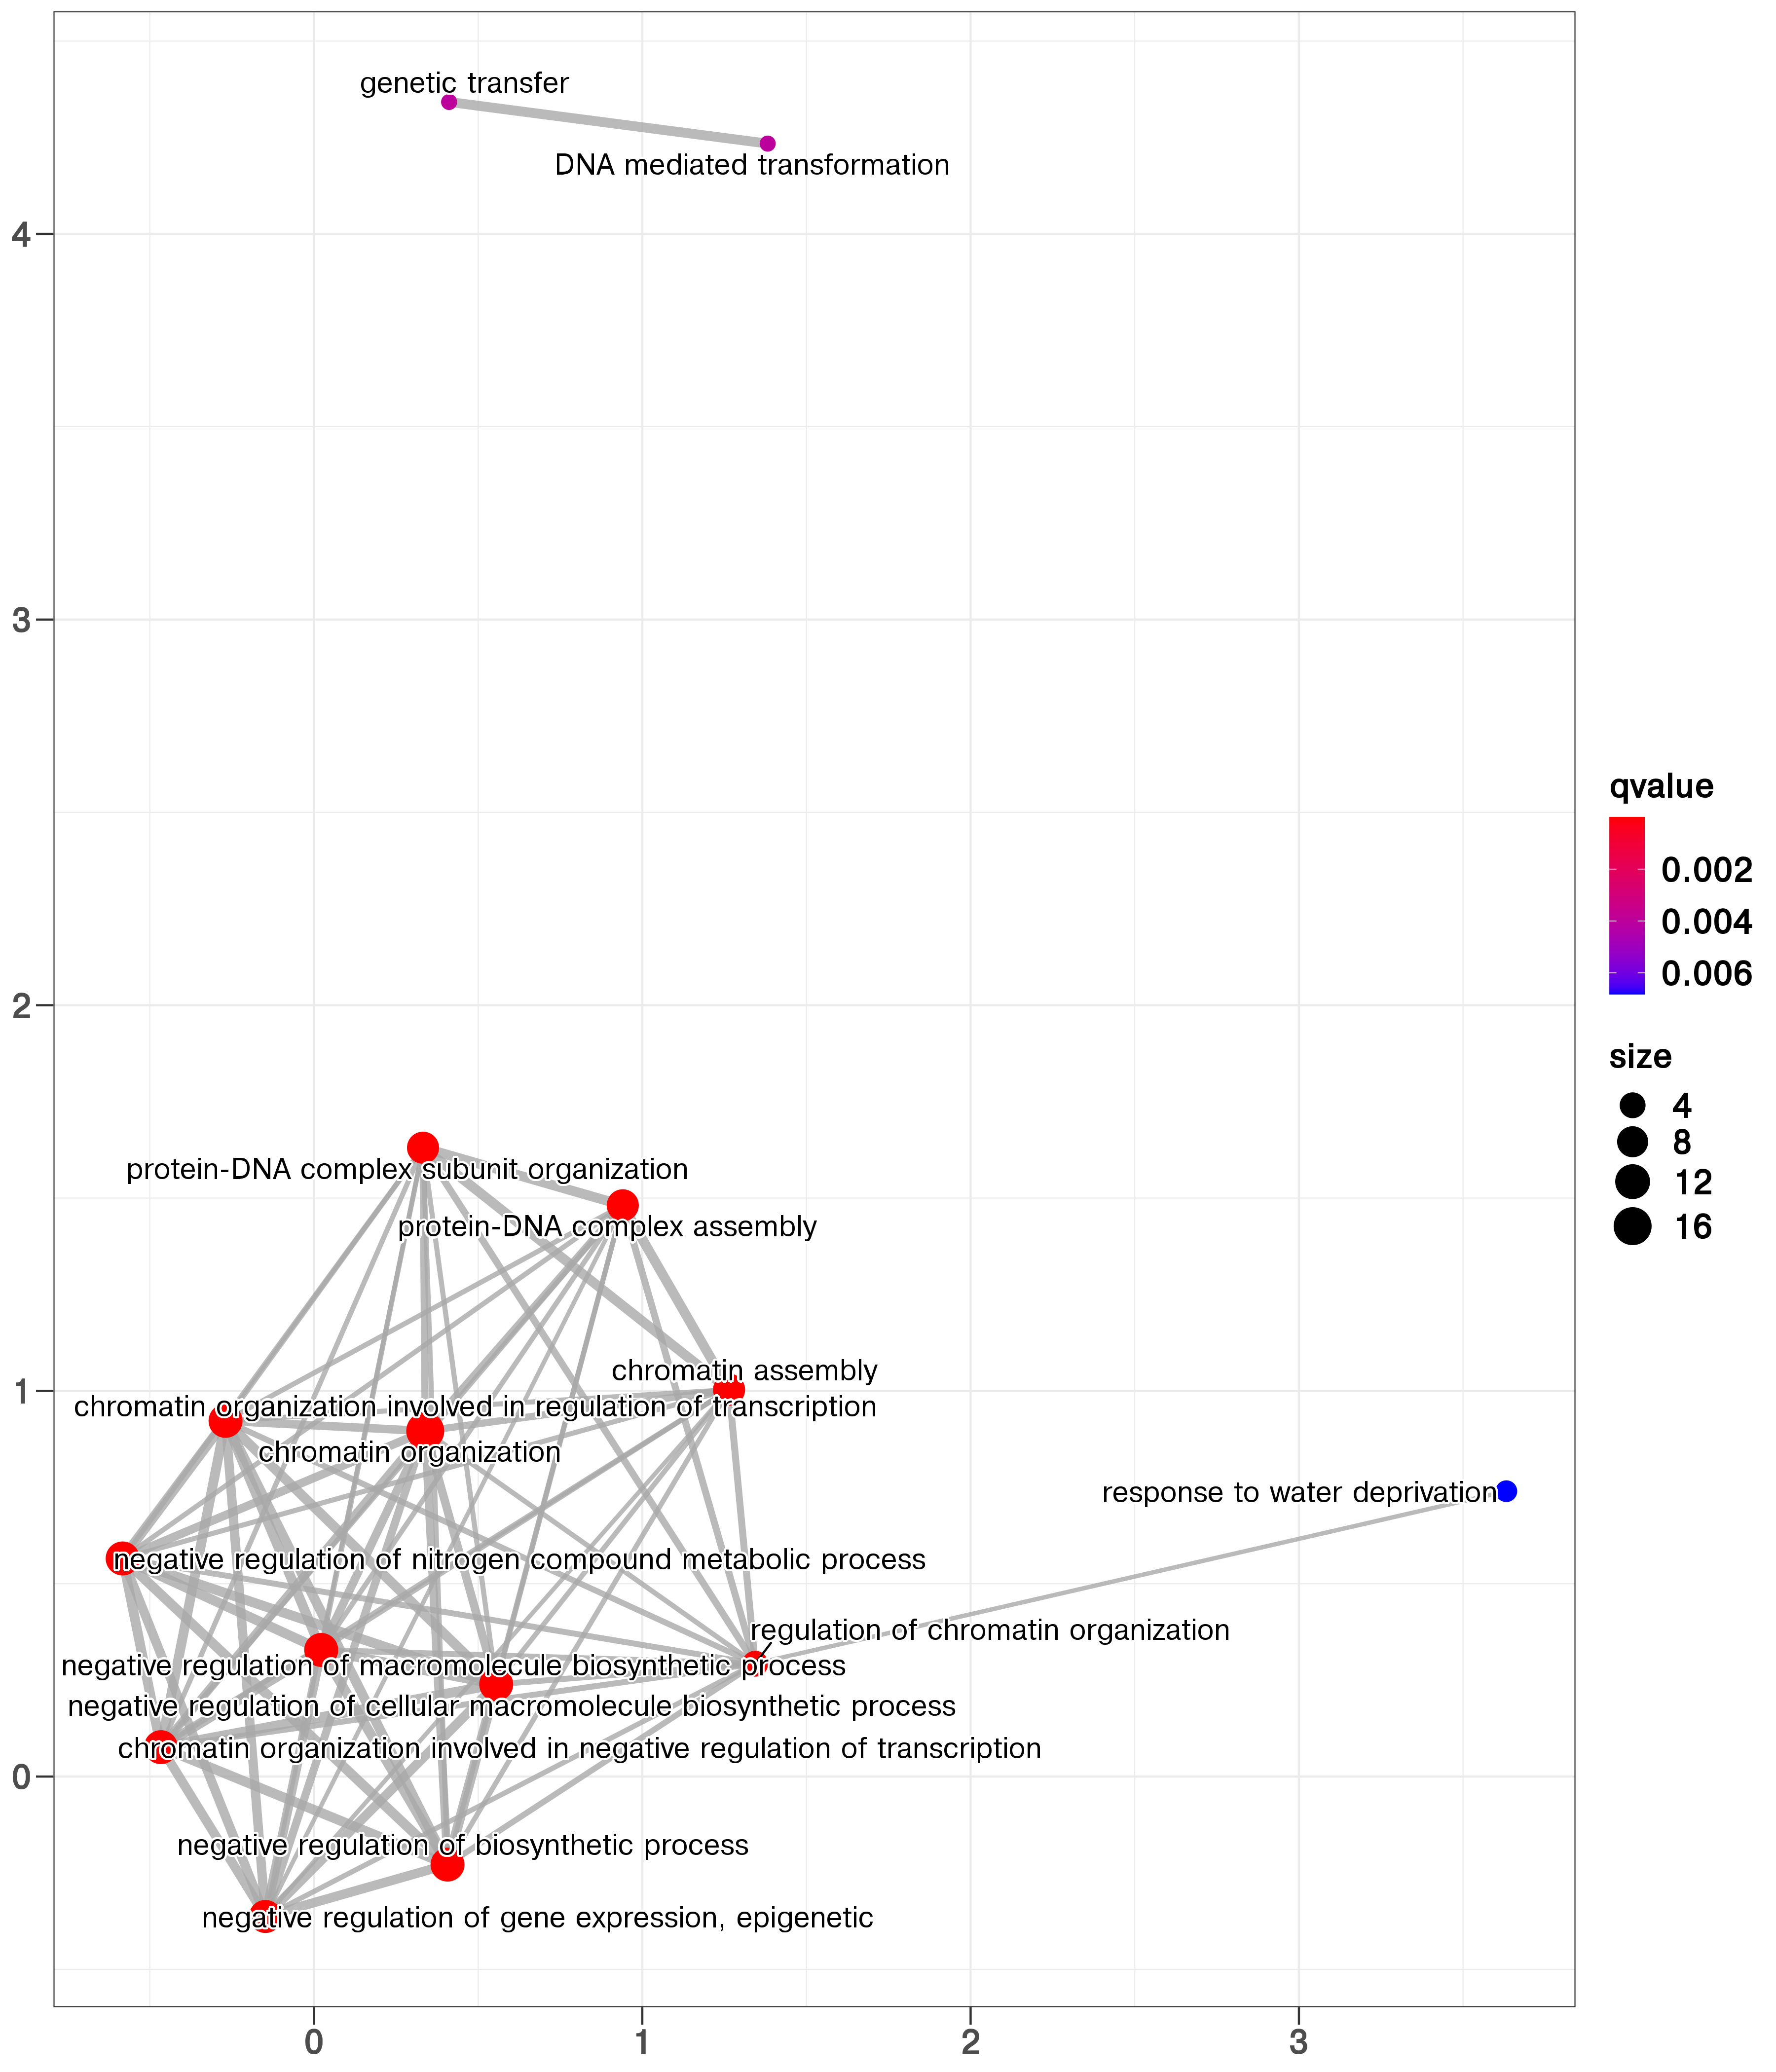 genetic transfer
DNA mediated transformation
4
3
2
1
0
protein-DNA complex subunit organization
protein-DNA complex assembly
chromatin assembly
chromatin organization involved in regulation of transcription
chromatin organization
response to water deprivation
negative regulation of nitrogen compound metabolic process
regulation of chromatin organization
negative regulation of macromolecule biosynthetic process
negative regulation of cellular macromolecule biosynthetic process
chromatin organization involved in negative regulation of transcription
negative regulation of biosynthetic process
negative regulation of gene expression, epigenetic
0
1
2
3
qvalue
0.002
0.004
0.006
size
4
8
12
16